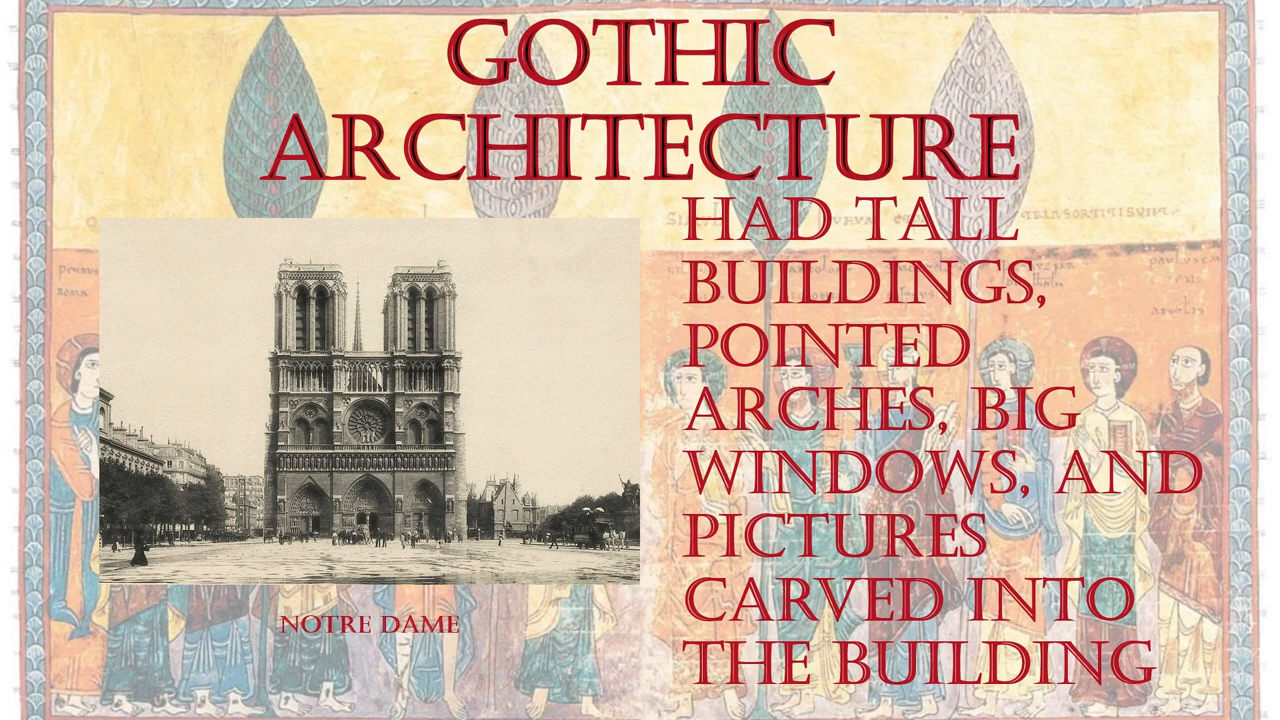 GOTHIC
ARCHITECTURE
HAD TALL
BUILDINGS,
POINTED
ARCHES, BIG
WINDOWS, AND
PICTURES
CARVED INTO
THE BUILDING
NOTRE DAME